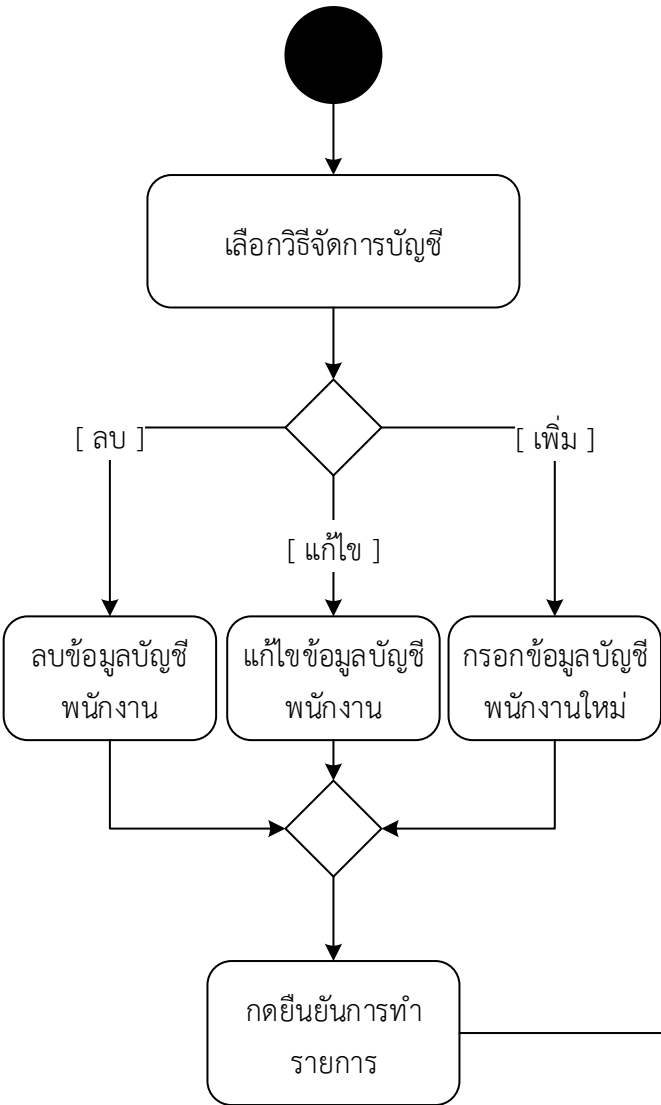 เลือกวิธีจัดการบัญชี
[ ลบ ]
[ เพิ่ม ]
[ แก้ไข ]
ลบข้อมูลบัญชี
พนักงาน
แก้ไขข้อมูลบัญชี
พนักงาน
กรอกข้อมูลบัญชี
พนักงานใหม่
กดยืนยันการทำ
รายการ